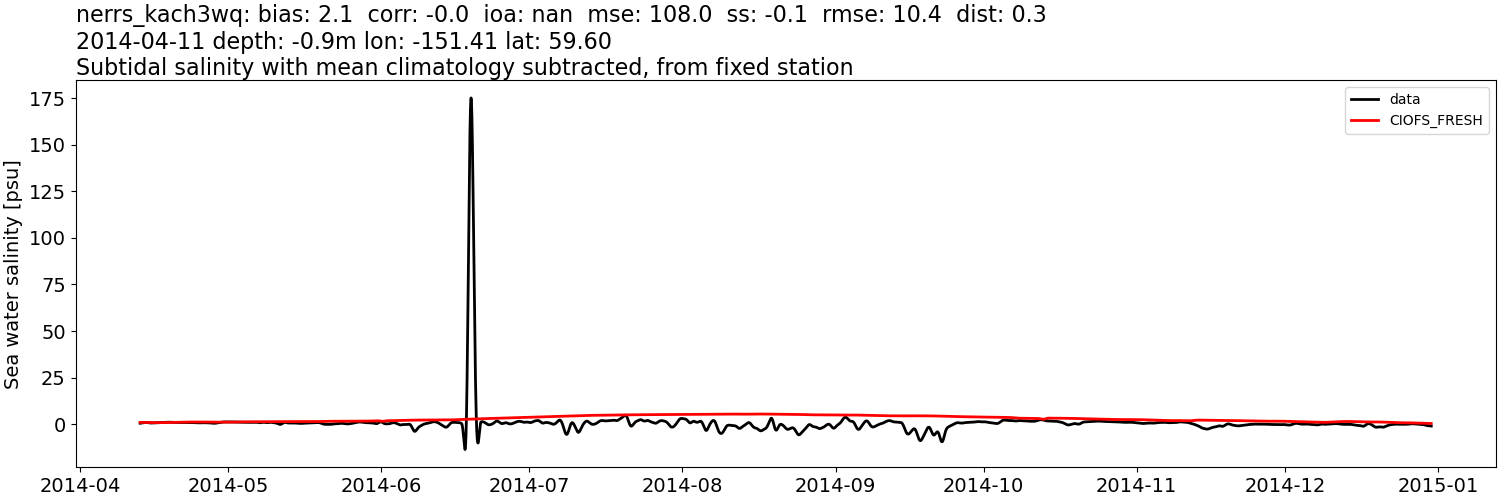 nerrs_kach3wq: bias: 2.1  corr: -0.0  ioa: nan  mse: 108.0  ss: -0.1  rmse: 10.4  dist: 0.3
2014-04-11 depth: -0.9m lon: -151.41 lat: 59.60
Subtidal salinity with mean climatology subtracted, from fixed station
Sea water salinity [psu]
175
150
125
100
75
50
25
0
data
CIOFS_FRESH
2014-04 2014-05 2014-06 2014-07 2014-08 2014-09 2014-10 2014-11 2014-12 2015-01